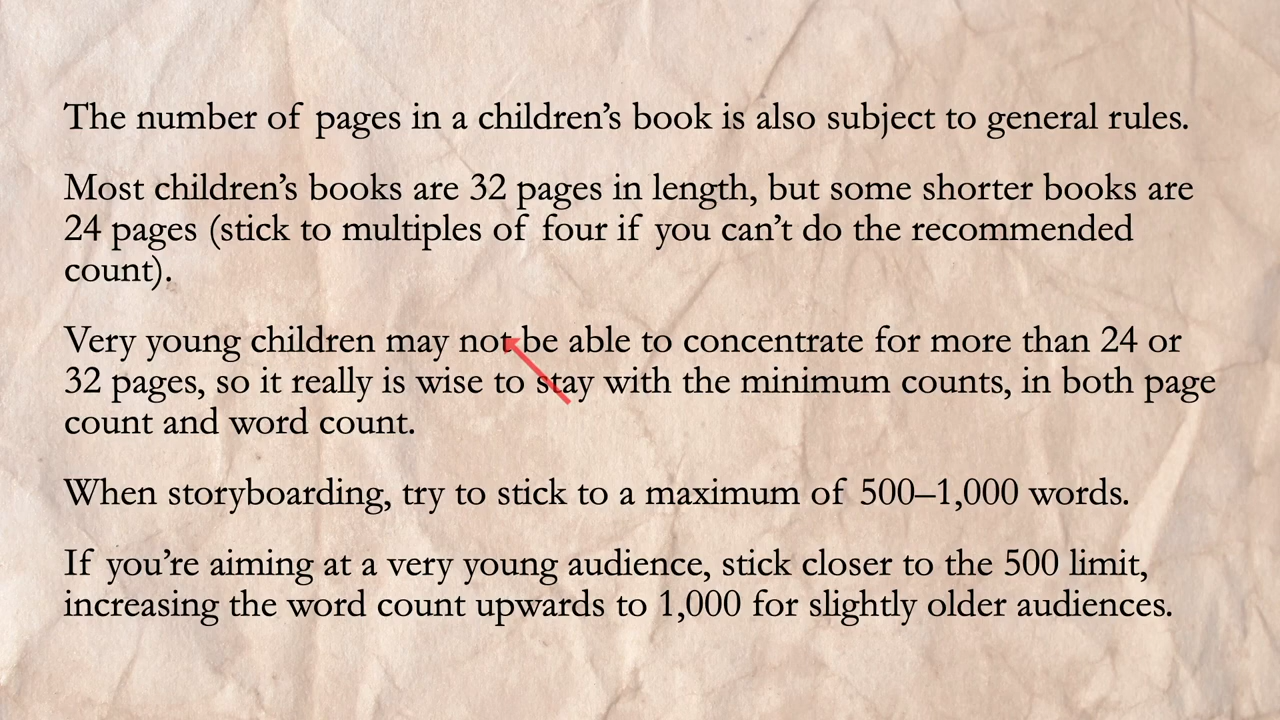 The number of pages in a children’s book is also subject to general rules.
Most children’s books are 32 pages in length, but some shorter books are
24 pages (stick to multiples of four if you can’t do the recommended
count).
Very young children may not be able to concentrate for more than 24 or
32 pages, so it really is wise to stay with the minimum counts, in both page
count and word count.
When storyboarding, try to stick to a maximum of 500–1,000 words.
If you’re aiming at a very young audience, stick closer to the 500 limit,
increasing the word count upwards to 1,000 for slightly older audiences.